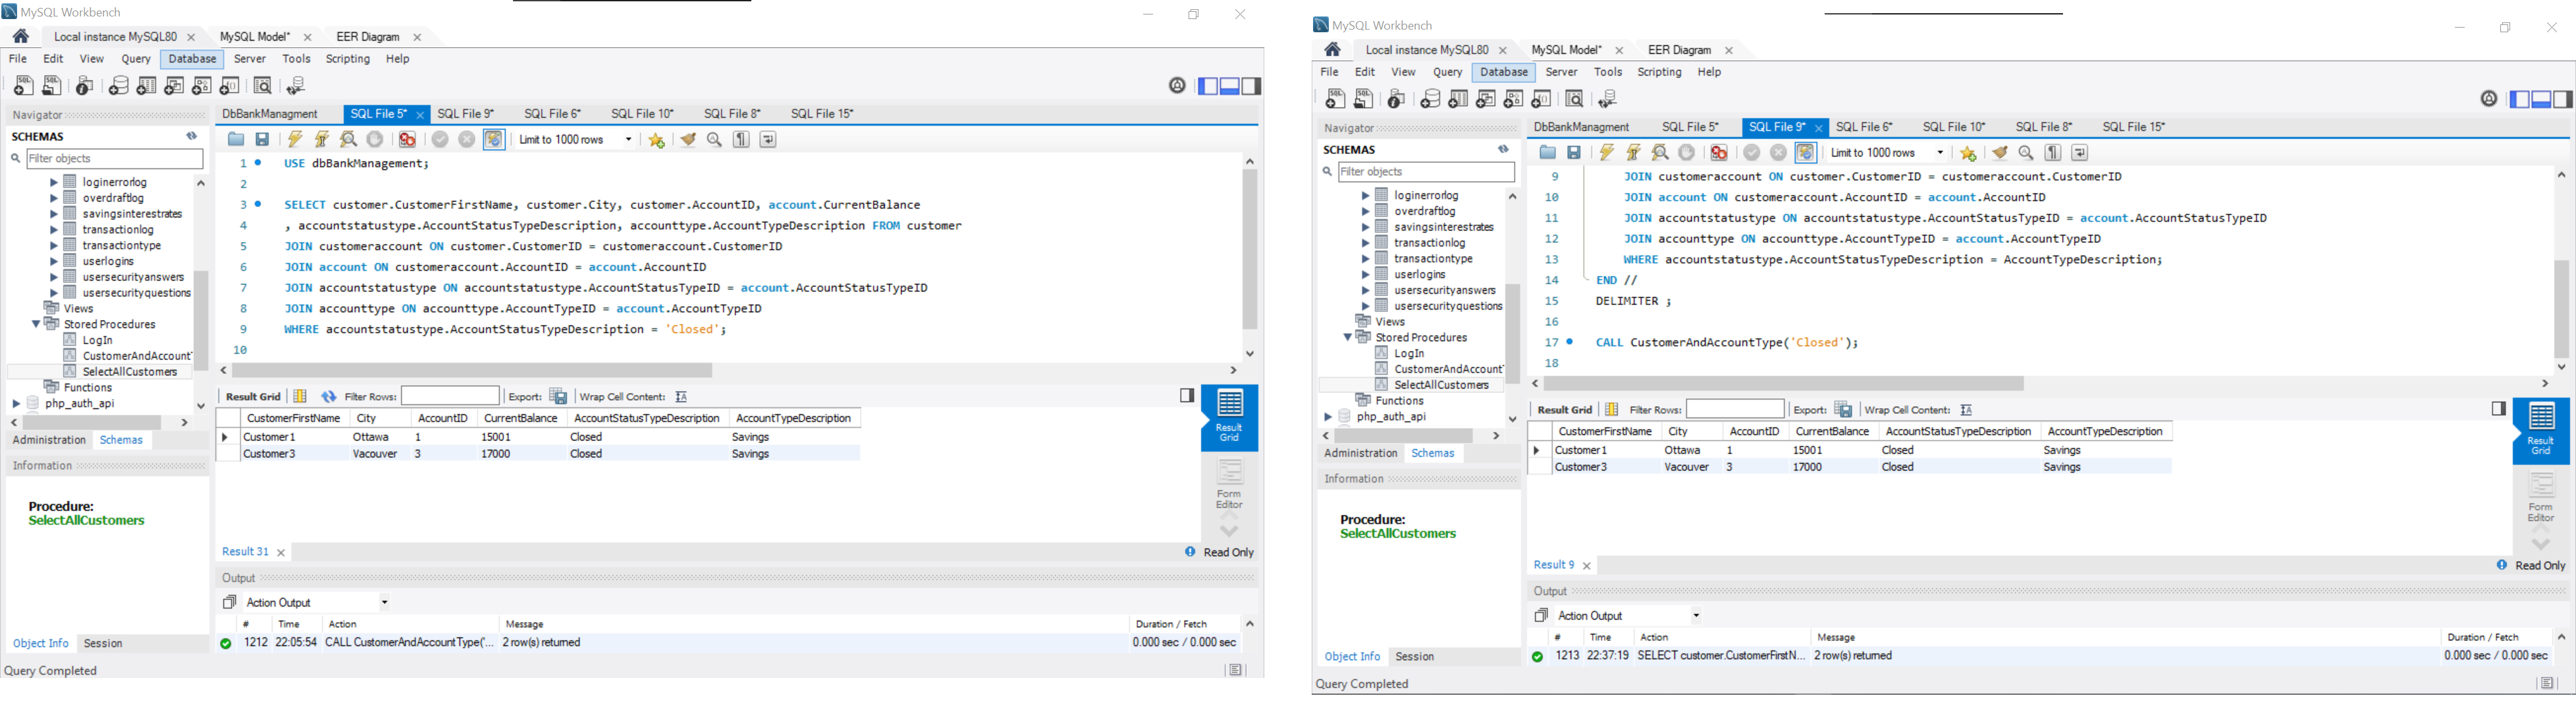 MySQL Workbench
Local instance MySQL80
MySQL Model*
EER Diagram
File Edit View Query Database Server Tools Scripting Help
Navigator
SCHEMAS
Filter objects
loginerrorlog
overdraftlog
savingsinterestrates
transactionlog
transactiontype
userlogins
usersecurityanswers
usersecurityquestions
Views
Stored Procedures
LogIn
CustomerAndAccount
SelectAllCustomers
Functions
php_auth_api
Administration Schemas
Information
Procedure:
SelectAllCustomers
Object Info Session
Query Completed
DbBankManagment SQL File 5* SQL File 9* SQL File 6* SQL File 10* SQL File 8* SQL File 15*
Limit to 1000 rows
1 USE dbBankManagement;
2
3 SELECT customer.CustomerFirstName, customer.City, customer.AccountID, account.CurrentBalance
4 , accountstatustype.AccountStatusTypeDescription, accounttype.AccountTypeDescription FROM customer
5 JOIN customeraccount ON customer.CustomerID = customeraccount.CustomerID
6 JOIN account ON customeraccount.AccountID = account.AccountID
7 JOIN accountstatustype ON accountstatustype.AccountStatusTypeID = account.AccountStatusTypeID
8 JOIN accounttype ON accounttype.AccountTypeID = account.AccountTypeID
9 WHERE accountstatustype.AccountStatusTypeDescription = 'Closed';
10
Result Grid Filter Rows: Export: Wrap Cell Content:
CustomerFirstName City AccountID CurrentBalance AccountStatusTypeDescription AccountTypeDescription
Customer1 Ottawa 1 15001 Closed Savings
Customer3 Vacouver 3 17000 Closed Savings
Result Grid
Form Editor
Result 31
Read Only
Output
Action Output
# Time Action Message Duration / Fetch
1212 22:05:54 CALL CustomerAndAccountType('... 2 row(s) returned 0.000 sec / 0.000 sec
MySQL Workbench
Local instance MySQL80
MySQL Model*
EER Diagram
File Edit View Query Database Server Tools Scripting Help
Navigator
SCHEMAS
Filter objects
loginerrorlog
overdraftlog
savingsinterestrates
transactionlog
transactiontype
userlogins
usersecurityanswers
usersecurityquestions
Views
Stored Procedures
LogIn
CustomerAndAccount
SelectAllCustomers
Functions
php_auth_api
Administration Schemas
Information
Procedure:
SelectAllCustomers
Object Info Session
Query Completed
DbBankManagment SQL File 5* SQL File 9* SQL File 6* SQL File 10* SQL File 8* SQL File 15*
Limit to 1000 rows
9 JOIN customeraccount ON customer.CustomerID = customeraccount.CustomerID
10 JOIN account ON customeraccount.AccountID = account.AccountID
11 JOIN accountstatustype ON accountstatustype.AccountStatusTypeID = account.AccountStatusTypeID
12 JOIN accounttype ON accounttype.AccountTypeID = account.AccountTypeID
13 WHERE accountstatustype.AccountStatusTypeDescription = AccountTypeDescription;
14 END //
15 DELIMITER ;
16
17 CALL CustomerAndAccountType('Closed');
18
Result Grid Filter Rows: Export: Wrap Cell Content:
CustomerFirstName City AccountID CurrentBalance AccountStatusTypeDescription AccountTypeDescription
Customer1 Ottawa 1 15001 Closed Savings
Customer3 Vacouver 3 17000 Closed Savings
Result Grid
Form Editor
Result 9
Read Only
Output
Action Output
# Time Action Message Duration / Fetch
1213 22:37:19 SELECT customer.CustomerFirstN... 2 row(s) returned 0.000 sec / 0.000 sec